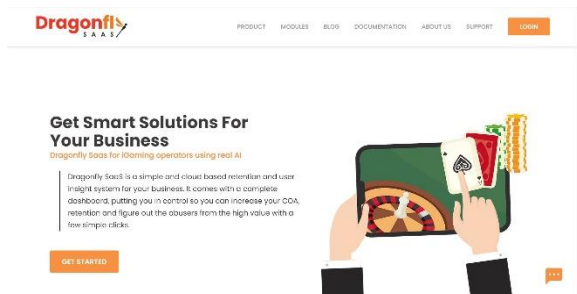 Dragonfly
SAAS
PRODUCT MODULES BLOG DOCUMENTATION ABOUT US SUPPORT LOGIN
Get Smart Solutions For
Your Business
Dragonfly Saas for iGaming operators using real AI
Dragonfly SaaS is a simple and cloud based retention and user
insight system for your business. It comes with a complete
dashboard, putting you in control so you can increase your COA,
retention and figure out the abusers from the high value with a
few simple clicks.
GET STARTED